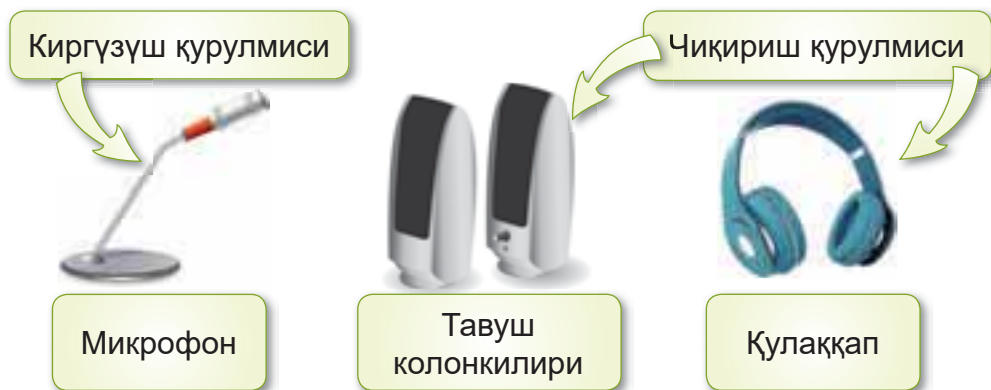 Киргүзүш қурулмиси
Чиқириш қурулмиси
Микрофон
Тавуш
колонкилири
Қулаққап